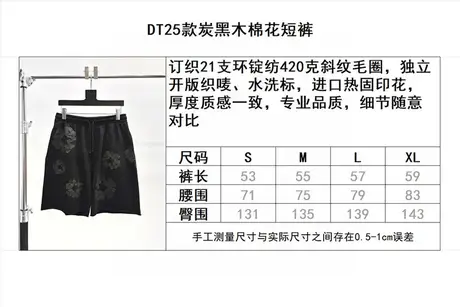 DT25款炭黑木棉花短裤
订织21支环锭纺420克斜纹毛圈，独立
开版织唛、水洗标，进口热固印花，
厚度质感一致，专业品质，细节随意
对比
尺码 S M L XL
裤长 53 55 57 59
腰围 71 75 79 83
臀围 131 135 139 143
手工测量尺寸与实际尺寸之间存在0.5-1cm误差